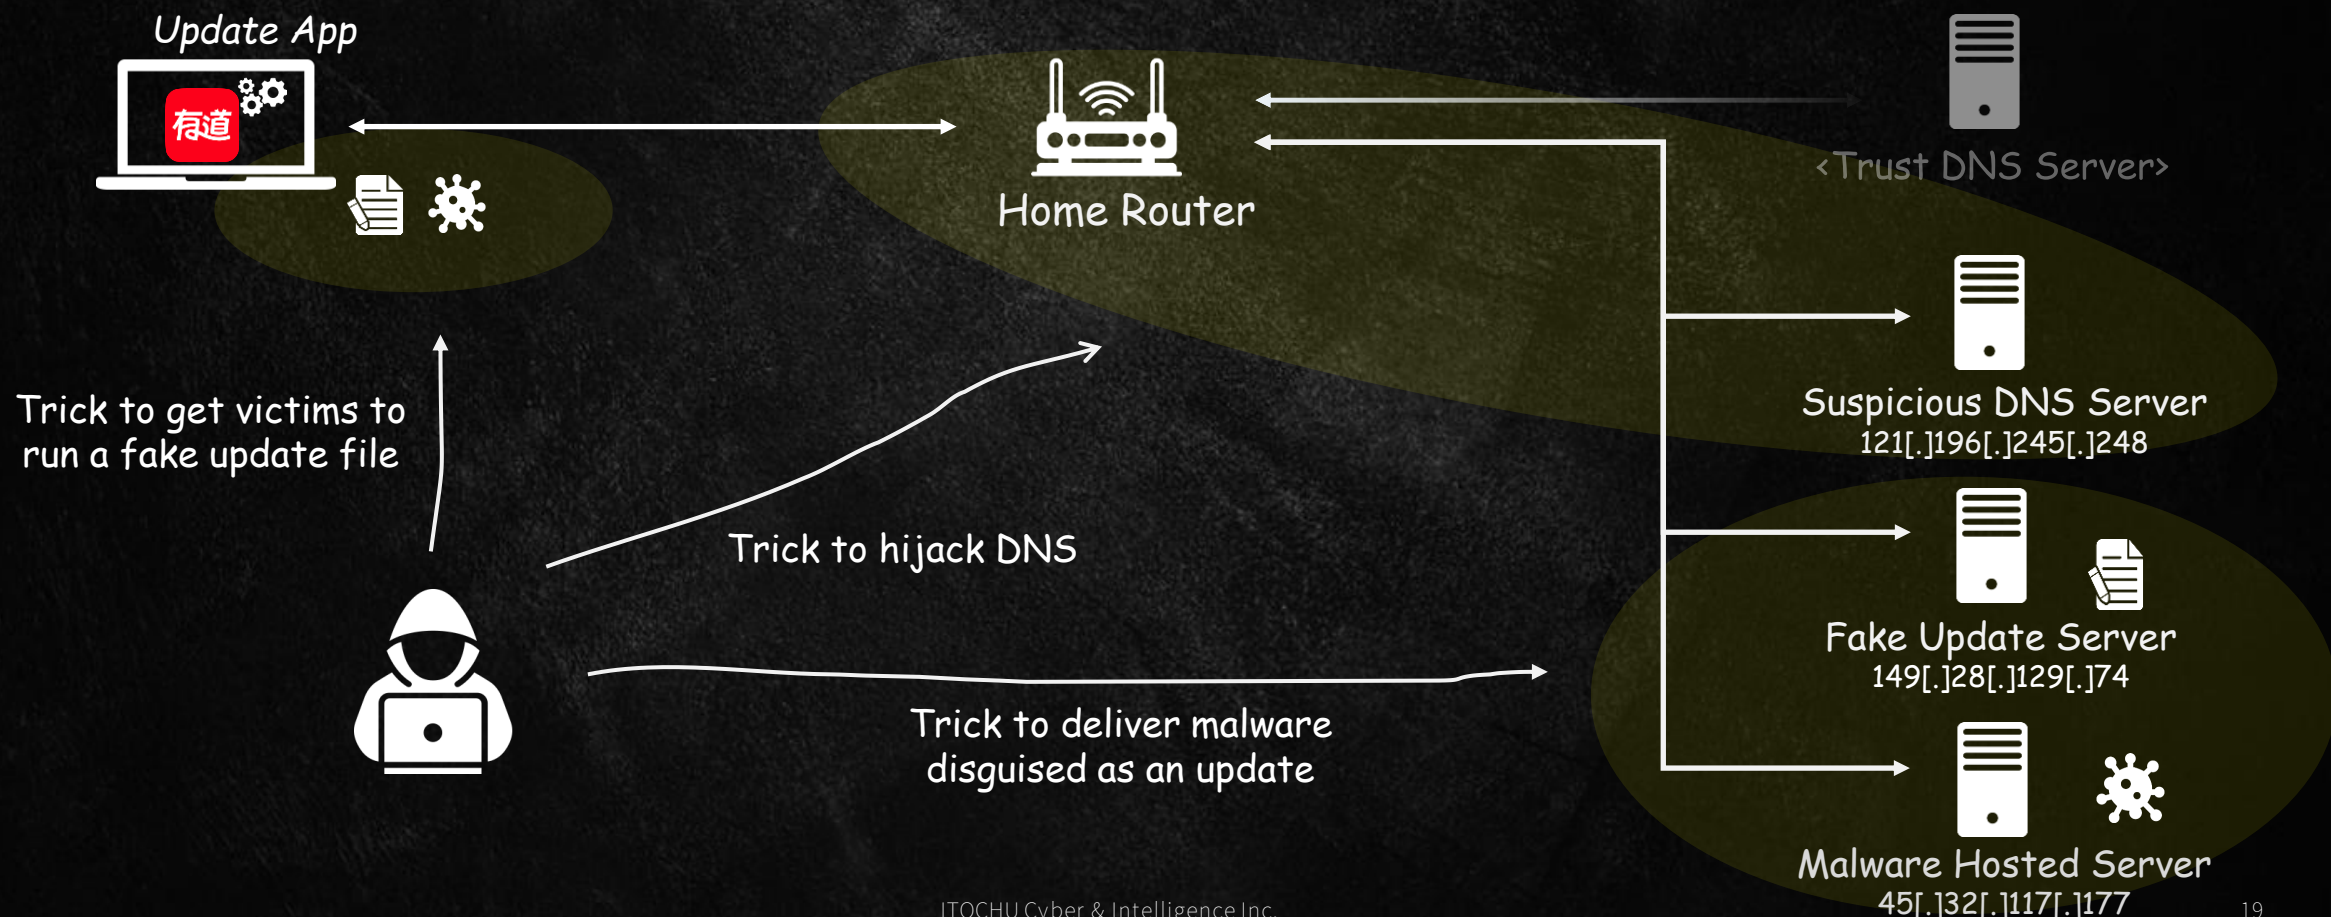 Update App
有道
Home Router
<Trust DNS Server>
Suspicious DNS Server
121[.]196[.]245[.]248
Trick to get victims to
run a fake update file
Trick to hijack DNS
Fake Update Server
149[.]28[.]129[.]74
Trick to deliver malware
disguised as an update
Malware Hosted Server
45[.]32[.]117[.]177
ITOCHU Cyber & Intelligence Inc.
19